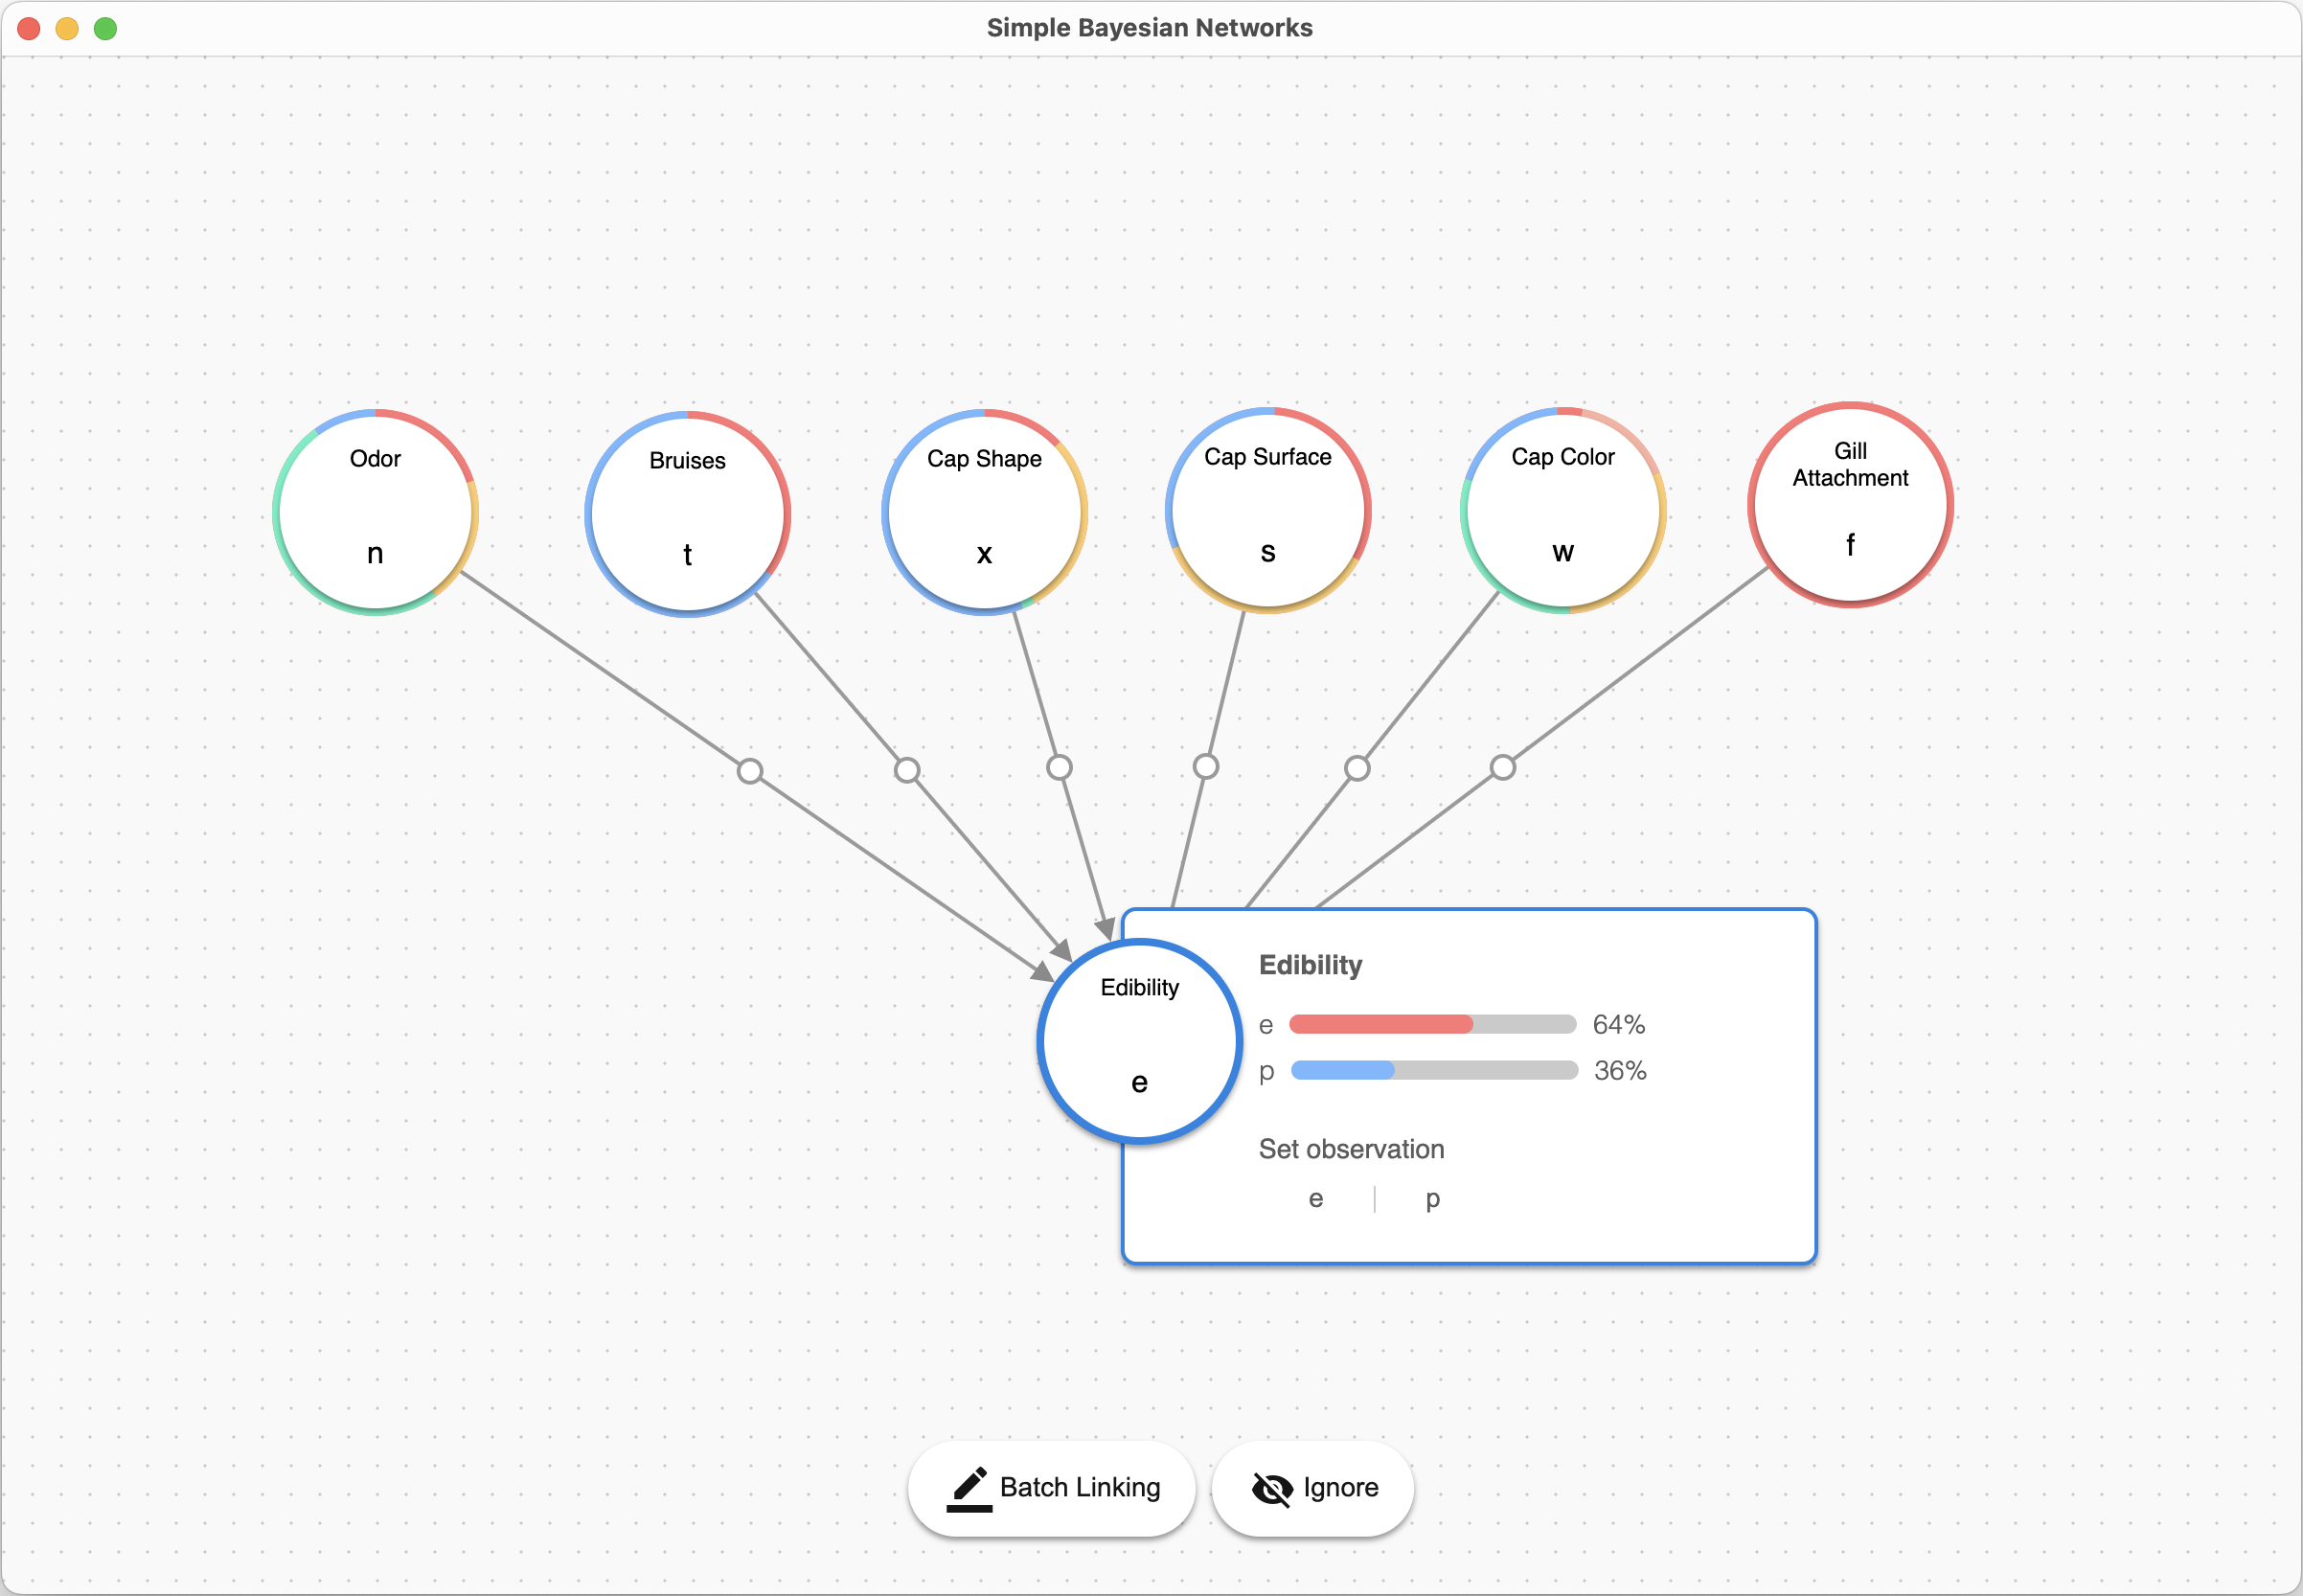 Simple Bayesian Networks
Odor
n
Bruises
t
Cap Shape
x
Cap Surface
s
Cap Color
w
Gill
Attachment
f
Edibility
e
Edibility
e 64%
p 36%
Set observation
e | p
Batch Linking
Ignore